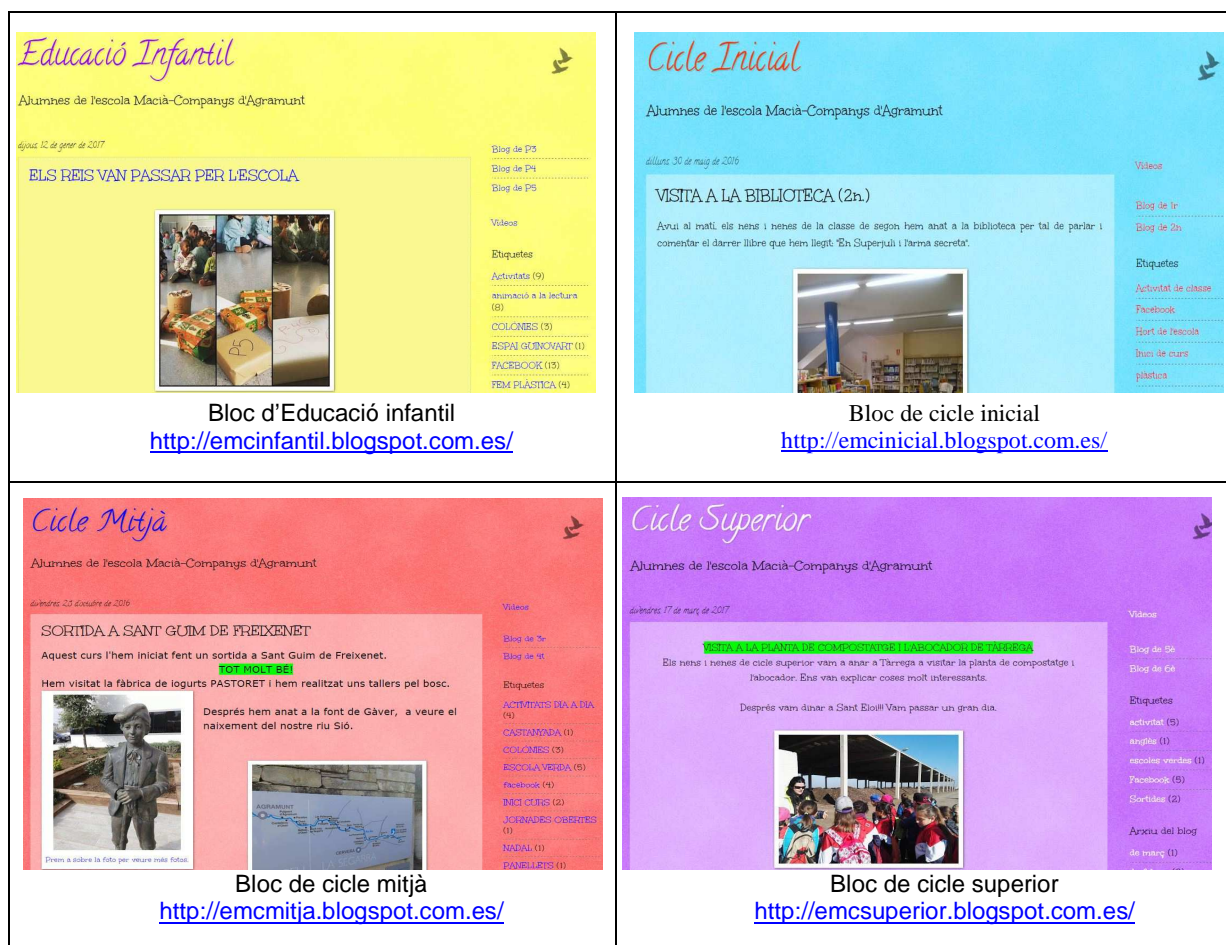 Educació Infantil
Alumnes de l'escola Macià-Companys d'Agramunt
dijous, 12 de gener de 2017
ELS REIS VAN PASSAR PER L'ESCOLA
P5
Blog de P3
Blog de P4
Blog de P5
Vídeos
Etiquetes
Activitats (9)
animació a la lectura
(8)
COLÒNIES (3)
ESPAI GUINOVART (1)
FACEBOOK (13)
FEM PLÀSTICA (4)
Bloc d'Educació infantil
http://emcinfantil.blogspot.com.es/
Cicle Inicial
Alumnes de l'escola Macià-Companys d'Agramunt
dilluns, 30 de maig de 2016
VISITA A LA BIBLIOTECA (2n.)
Avui al matí, els nens i nenes de la classe de segon hem anat a la biblioteca per tal de parlar i
comentar el darrer llibre que hem llegit: "En Superjuli i l'arma secreta".
Vídeos
Blog de 1r
Blog de 2n
Etiquetes
Activitat de classe
Facebook
Hort de l'escola
Inici de curs
plàstica
Bloc de cicle inicial
http://emcinicial.blogspot.com.es/
Cicle Mitjà
Alumnes de l'escola Macià-Companys d'Agramunt
divendres, 28 d'octubre de 2016
SORTIDA A SANT GUIM DE FREIXENET
Aquest curs l'hem iniciat fent un sortida a Sant Guim de Freixenet.
TOT MOLT BÉ!
Hem visitat la fàbrica de iogurts PASTORET i hem realitzat uns tallers pel bosc.
Després hem anat a la font de Gàver, a veure el
naixement del nostre riu Sió.
AGRAMUNT
Prem a sobre la foto per veure més fotos.
Vídeos
Blog de 3r
Blog de 4t
Etiquetes
ACTIVITATS DIA A DIA
(4)
CASTANYADA (1)
COLONIES (3)
ESCOLA VERDA (5)
facebook (4)
INICI CURS (2)
JORNADES OBERTES
(1)
NADAL (1)
PANELLETS (1)
Bloc de cicle mitjà
http://emcmitja.blogspot.com.es/
Cicle Superior
Alumnes de l'escola Macià-Companys d'Agramunt
divendres, 17 de març de 2017
VISITA A LA PLANTA DE COMPOSTATGE I L'ABOCADOR DE TÀRREGA
Els nens i nenes de cicle superior vam a anar a Tàrrega a visitar la planta de compostatge i
l'abocador. Ens van explicar coses molt interessants.
Després vam dinar a Sant Eloi!!! Vam passar un gran dia.
Vídeos
Blog de 5è
Blog de 6è
Etiquetes
activitat (5)
anglès (1)
escoles verdes (1)
Facebook (5)
Sortides (2)
Arxiu del blog
de març (1)
Bloc de cicle superior
http://emcsuperior.blogspot.com.es/